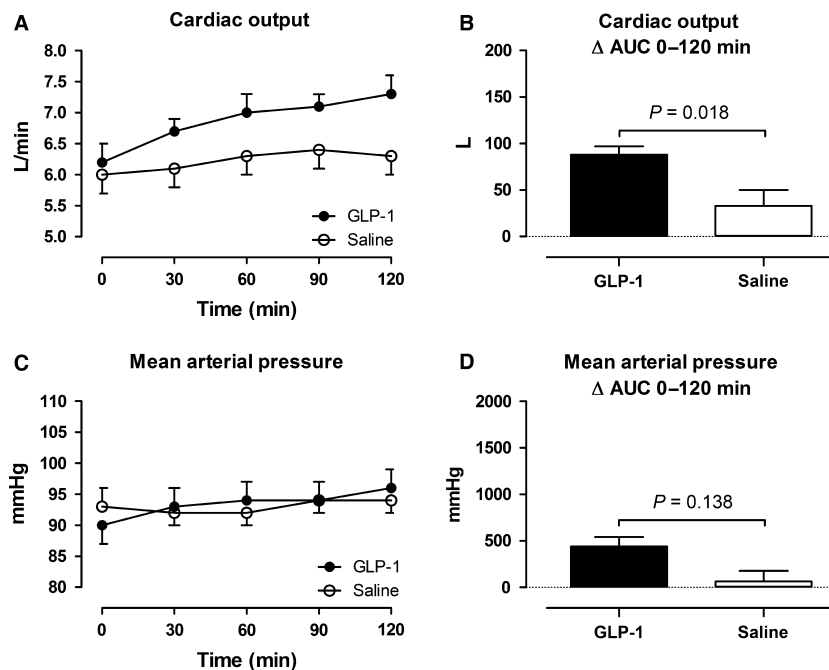 A
Cardiac output
8.0
7.5
7.0
6.5
6.0
5.5
5.0
L/min
GLP-1
Saline
0 30 60 90 120
Time (min)
B
Cardiac output
Δ AUC 0–120 min
200
150
100
50
0
L
P = 0.018
GLP-1 Saline
C
Mean arterial pressure
110
105
100
95
90
85
80
mmHg
GLP-1
Saline
0 30 60 90 120
Time (min)
D
Mean arterial pressure
Δ AUC 0–120 min
2000
1500
1000
500
0
mmHg
P = 0.138
GLP-1 Saline